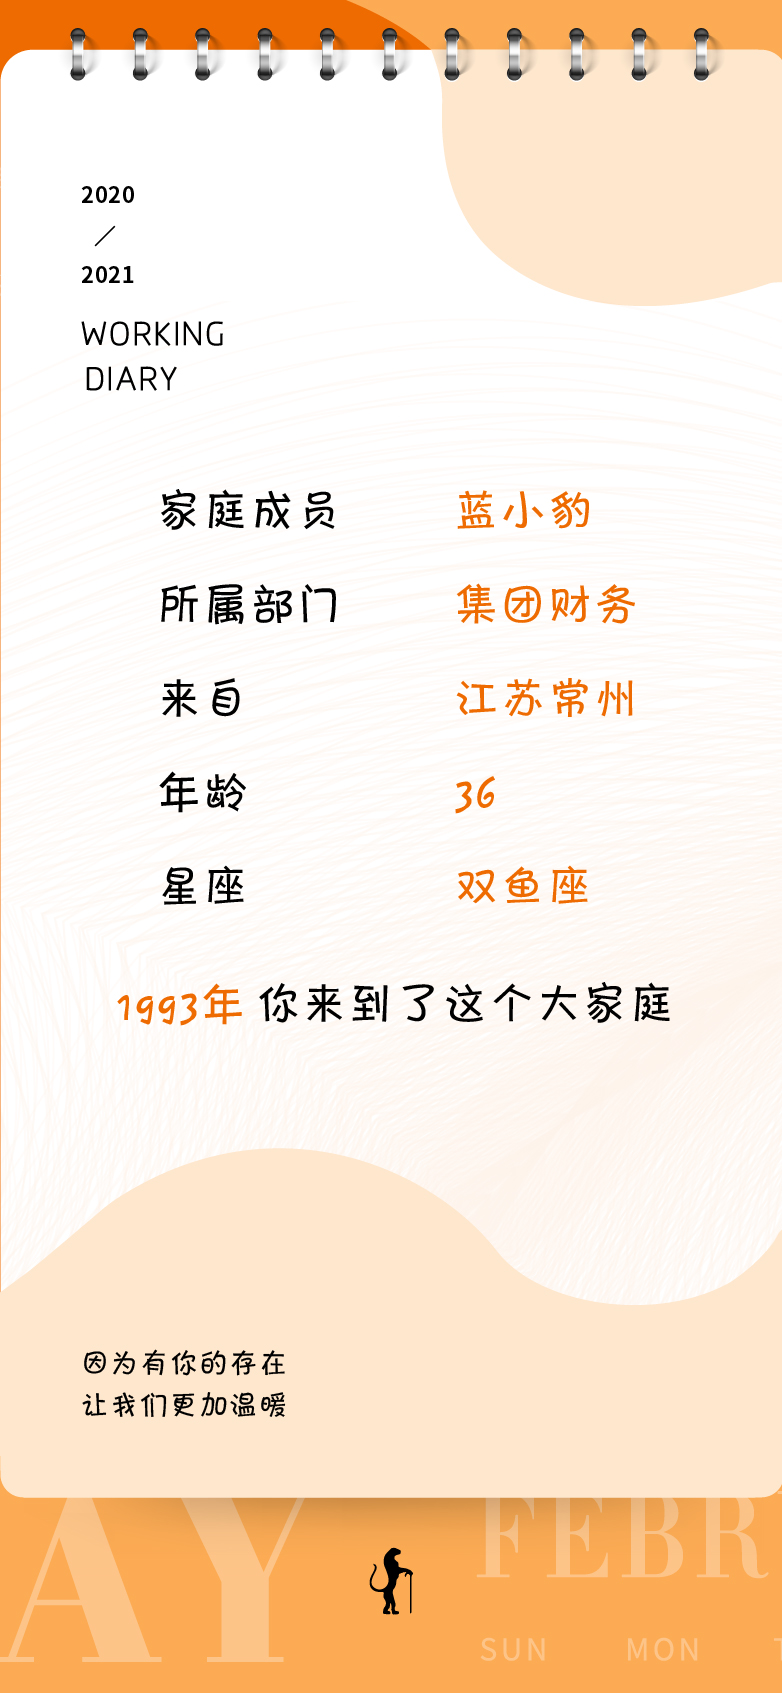 2020
/
2021
WORKING
DIARY
家庭成员 蓝小豹
所属部门 集团财务
来自 江苏常州
年龄 36
星座 双鱼座
1993年 你来到了这个大家庭
因为有你的存在
让我们更加温暖
AY FEBR
SUN MON